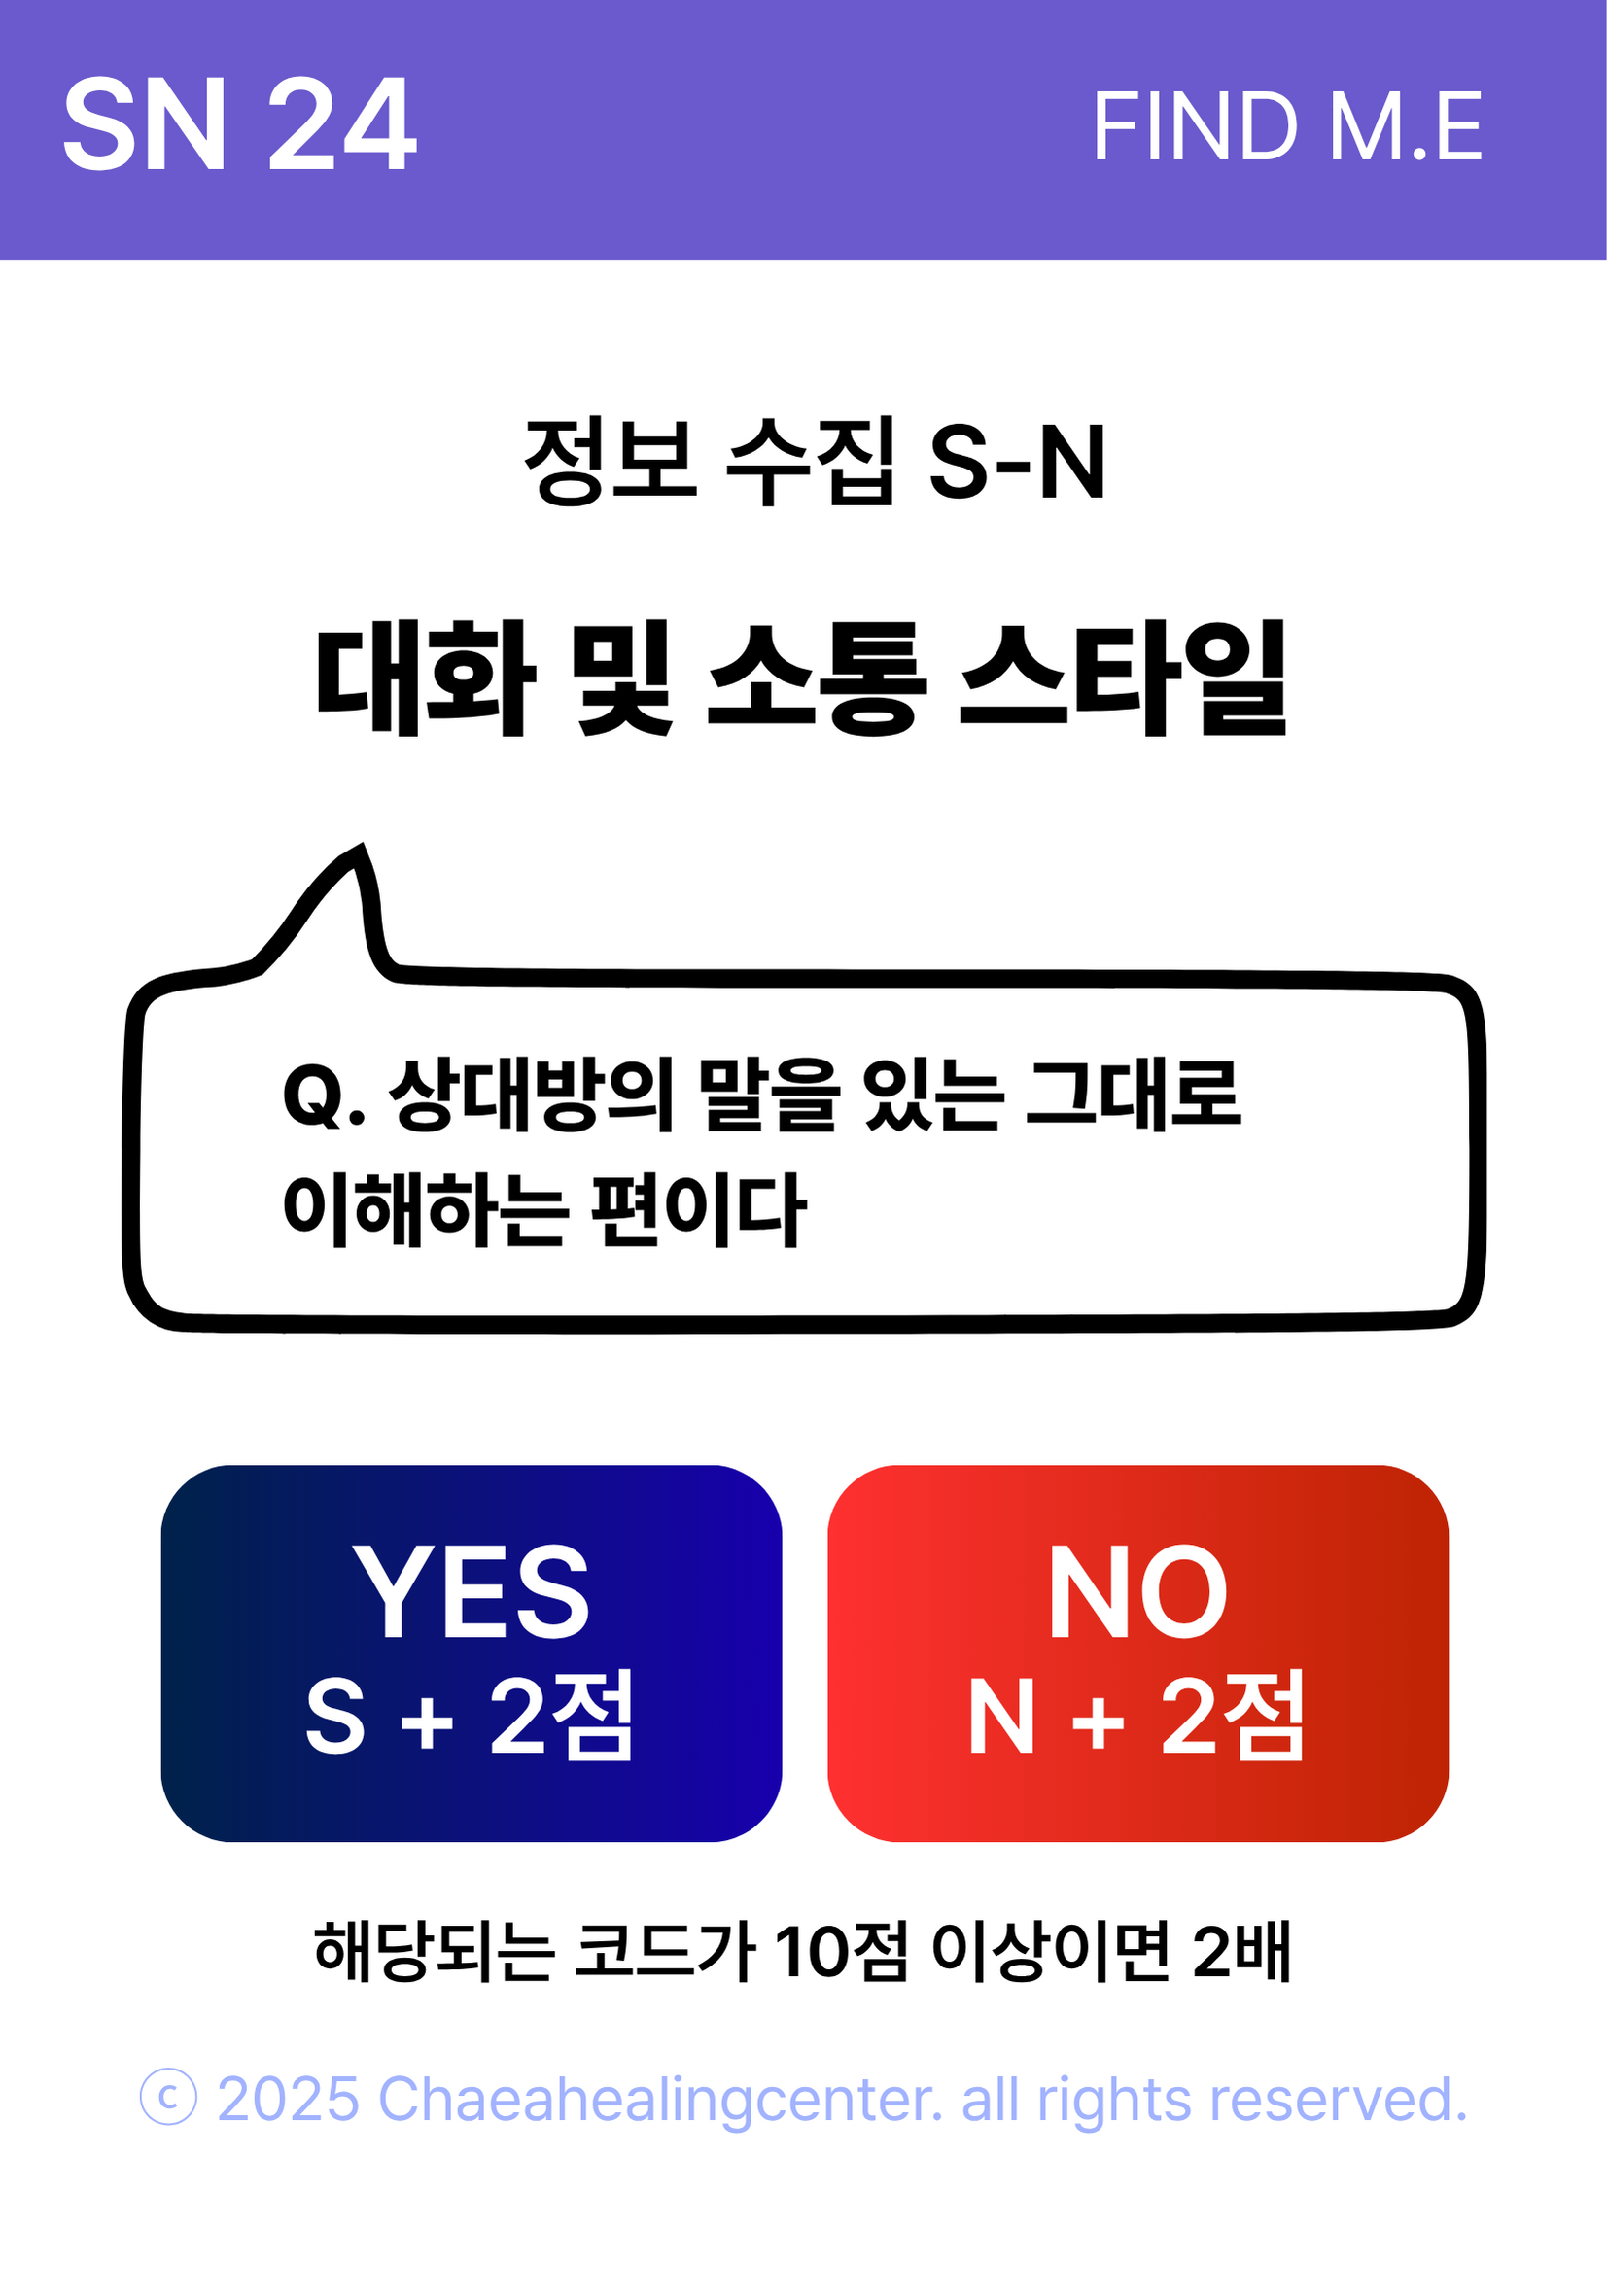 SN 24
FIND M.E
정보 수집 S-N
대화 및 소통 스타일
Q. 상대방의 말을 있는 그대로
이해하는 편이다
YES
S + 2점
NO
N + 2점
해당되는 코드가 10점 이상이면 2배
ⓒ 2025 Chaeahealingcenter. all rights reserved.